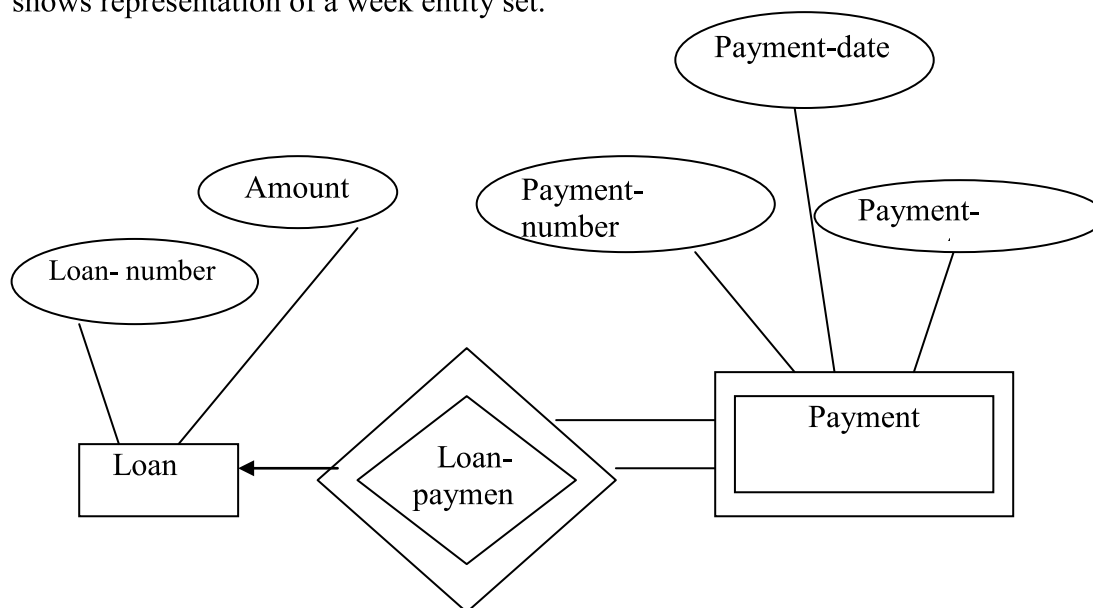 shows representation of a week entity set.
Payment-date
Amount
Payment-
number
Payment-
Loan- number
Payment
Loan
Loan-
paymen